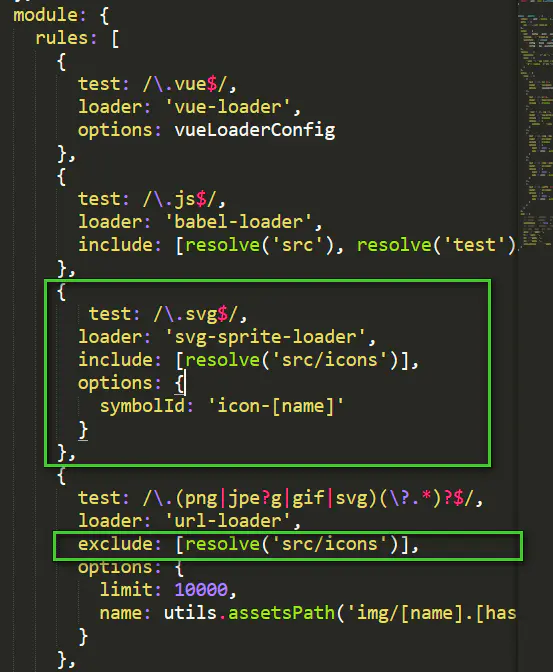 module: {
rules: [
{
test: /\.vue$/,
loader: 'vue-loader',
options: vueLoaderConfig
},
{
test: /\.js$/,
loader: 'babel-loader',
include: [resolve('src'), resolve('test')
},
{
test: /\.svg$/,
loader: 'svg-sprite-loader',
include: [resolve('src/icons')],
options: {
symbolId: 'icon-[name]'
}
},
{
test: /\.(png|jpe?g|gif|svg)(\?.*)?$/,
loader: 'url-loader',
exclude: [resolve('src/icons')],
options: {
limit: 10000,
name: utils.assetsPath('img/[name].[has
}
},